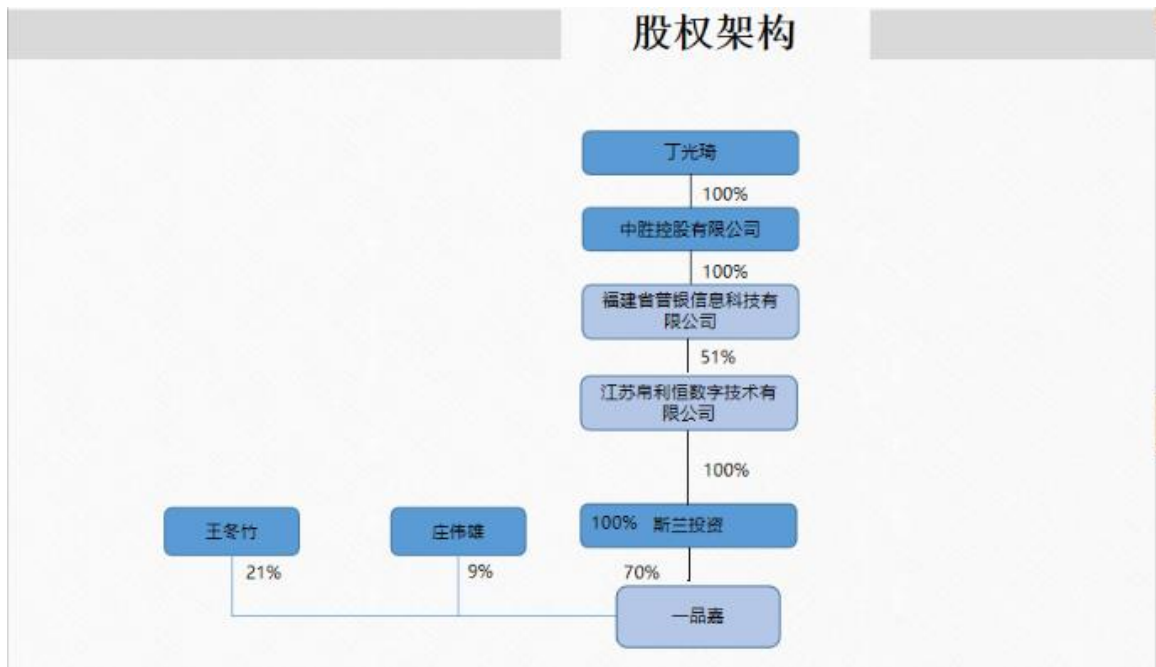 股权架构
丁光琦
100%
中胜控股有限公司
100%
福建省普银信息科技有
限公司
51%
江苏帛利恒数字技术有
限公司
100%
王冬竹
庄伟雄
100% 斯兰投资
21%
9%
70%
一品嘉